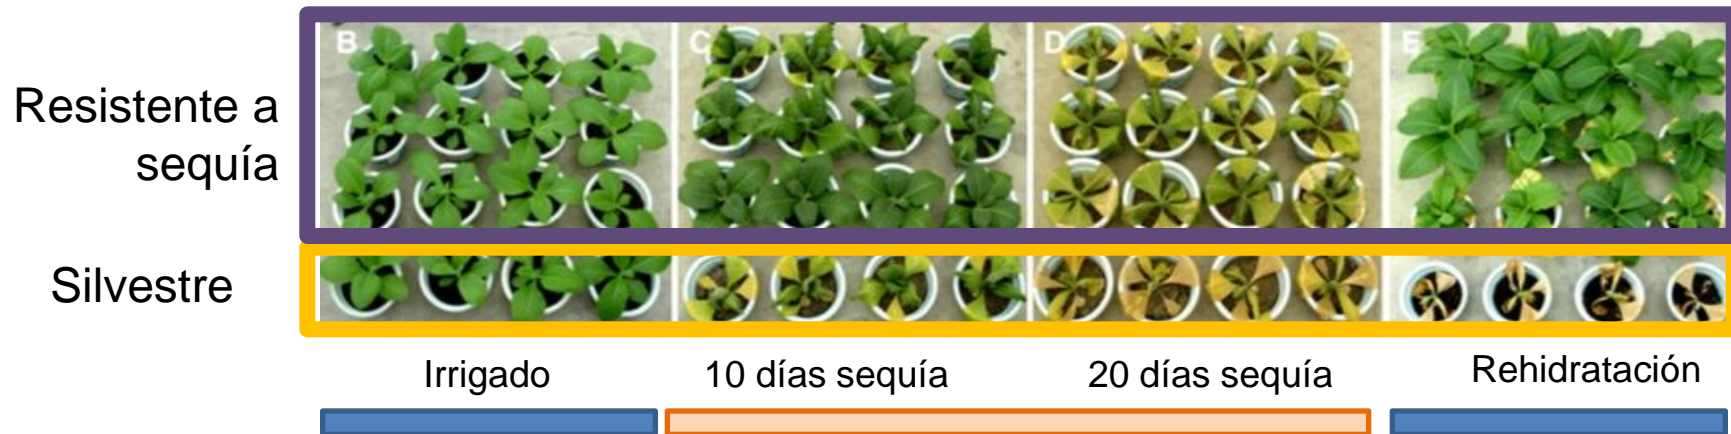 B C D E
Resistente a
sequía
Silvestre
Irrigado 10 días sequía 20 días sequía Rehidratación